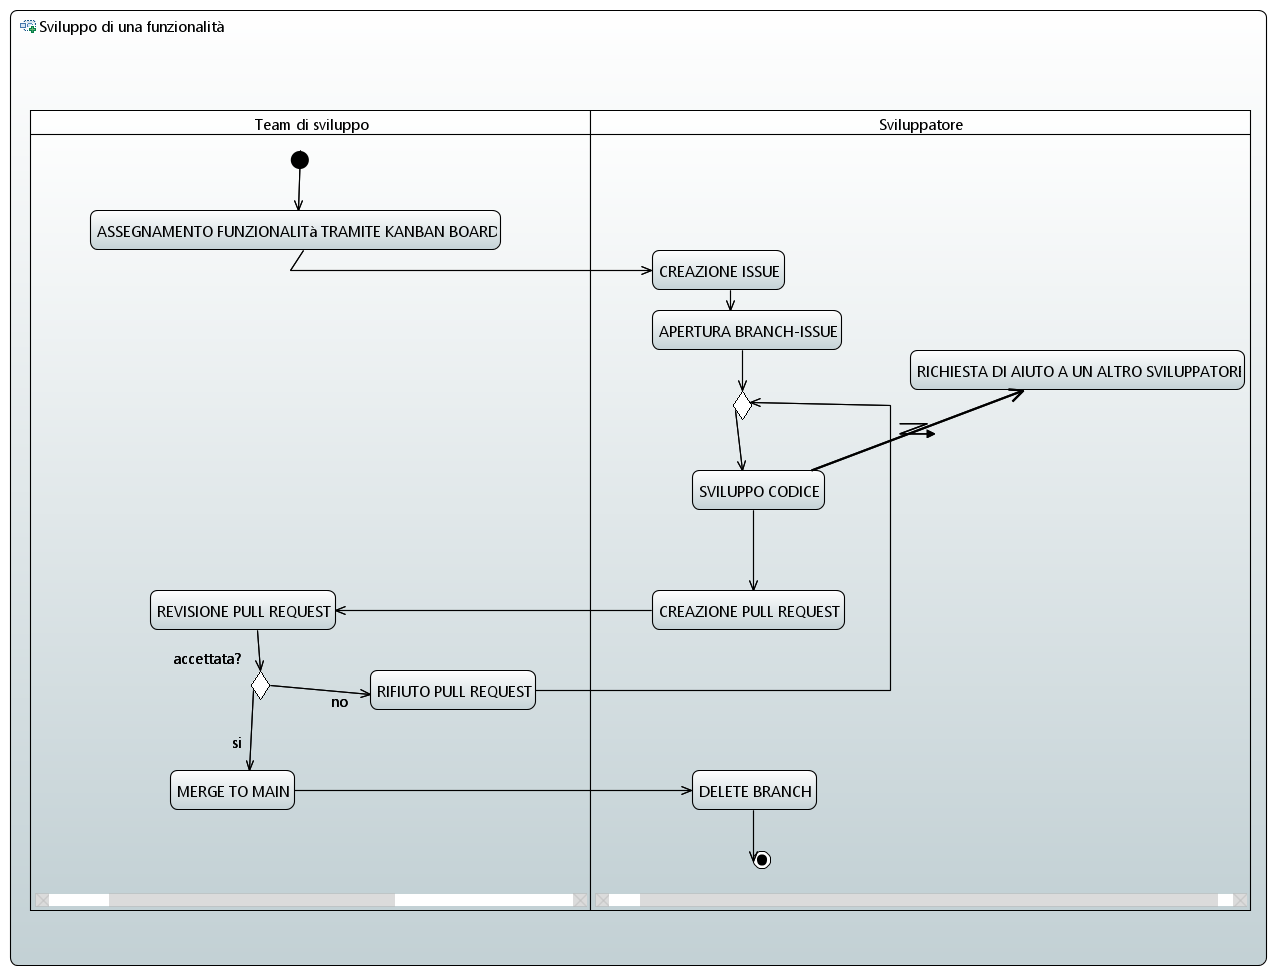 Sviluppo di una funzionalità
Team di sviluppo
Sviluppatore
ASSEGNAMENTO FUNZIONALITà TRAMITE KANBAN BOARD
CREAZIONE ISSUE
APERTURA BRANCH-ISSUE
RICHIESTA DI AIUTO A UN ALTRO SVILUPPATORI
SVILUPPO CODICE
REVISIONE PULL REQUEST
CREAZIONE PULL REQUEST
accettata?
RIFIUTO PULL REQUEST
no
si
MERGE TO MAIN
DELETE BRANCH